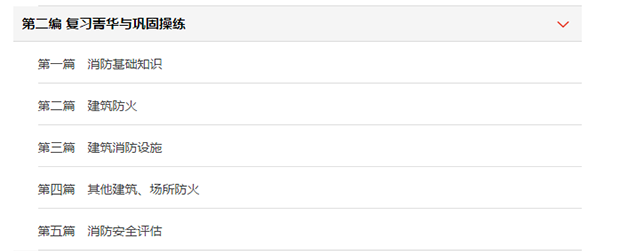 第二编 复习菁华与巩固操练
第一篇 消防基础知识
第二篇 建筑防火
第三篇 建筑消防设施
第四篇 其他建筑、场所防火
第五篇 消防安全评估